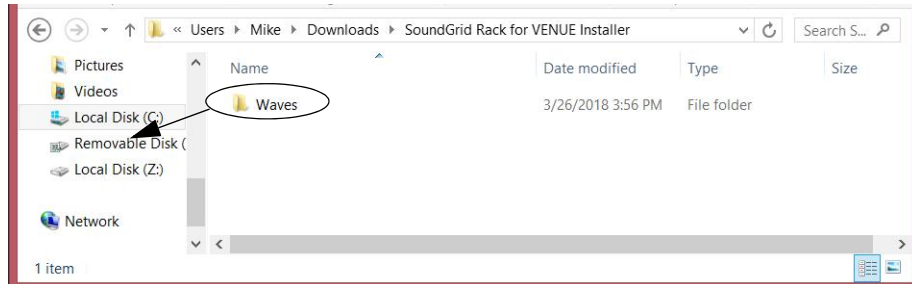 « Users Mike Downloads SoundGrid Rack for VENUE Installer
Search S...
Pictures
Videos
Local Disk (C:)
Removable Disk (
Local Disk (Z:)
Network
Name Date modified Type Size
Waves 3/26/2018 3:56 PM File folder
1 item